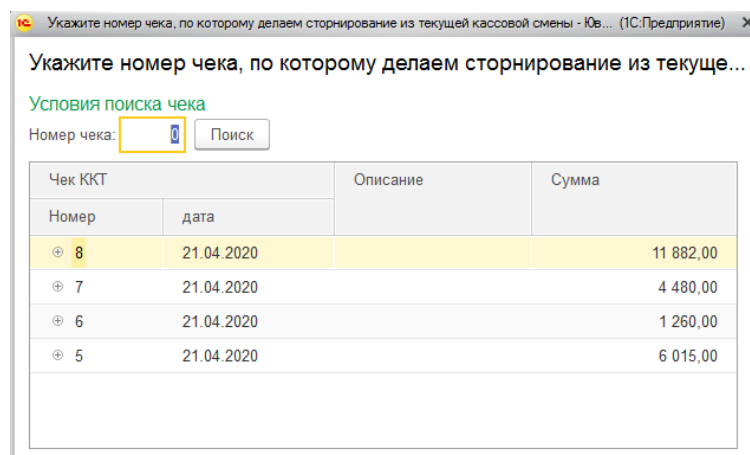 1С Укажите номер чека, по которому делаем сторнирование из текущей кассовой смены - Юв... (1С:Предприятие)
Укажите номер чека, по которому делаем сторнирование из текуще...
Условия поиска чека
Номер чека: 0 Поиск
Чек ККТ Описание Сумма
Номер дата
8 21.04.2020 11 882,00
7 21.04.2020 4 480,00
6 21.04.2020 1 260,00
5 21.04.2020 6 015,00